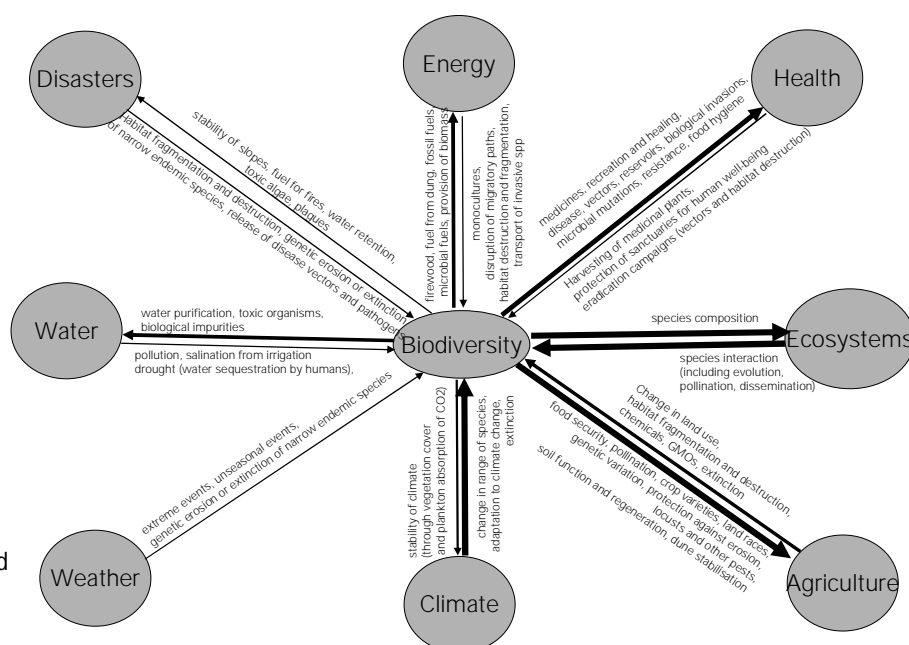 Disasters
Energy
Health
stability of slopes, fuel for fires, water retention,
toxic algae, plaques
Habitat fragmentation and destruction, genetic erosion or extinction
of narrow endemic species, release of disease vectors and pathogens
firewood, fuel from dung, fossil fuels,
microbial fuels, provision of biomass
monocultures,
disruption of migratory paths,
habitat destruction and fragmentation,
transport of invasive spp
medicines, recreation and healing,
disease, vectors, reservoirs, biological invasions,
microbial mutations, resistance, food hygiene
Harvesting of medicinal plants,
protection of sanctuaries for human well-being
eradication campaigns (vectors and habitat destruction)
Water
water purification, toxic organisms,
biological impurities
pollution, salination from irrigation
drought (water sequestration by humans),
Biodiversity
species composition
species interaction
(including evolution,
pollination, dissemination)
Ecosystems
extreme events, unseasonal events,
genetic erosion or extinction of narrow endemic species
stability of climate
(through vegetation cover
and plankton absorption of CO2)
change in range of species,
adaptation to climate change,
extinction
Change in land use,
habitat fragmentation and destruction,
chemicals, GMOs, extinction
food security, pollination, crop varieties, land races,
genetic variation, protection against erosion,
locusts and other pests,
soil function and regeneration, dune stabilisation
d
Weather
Climate
Agriculture